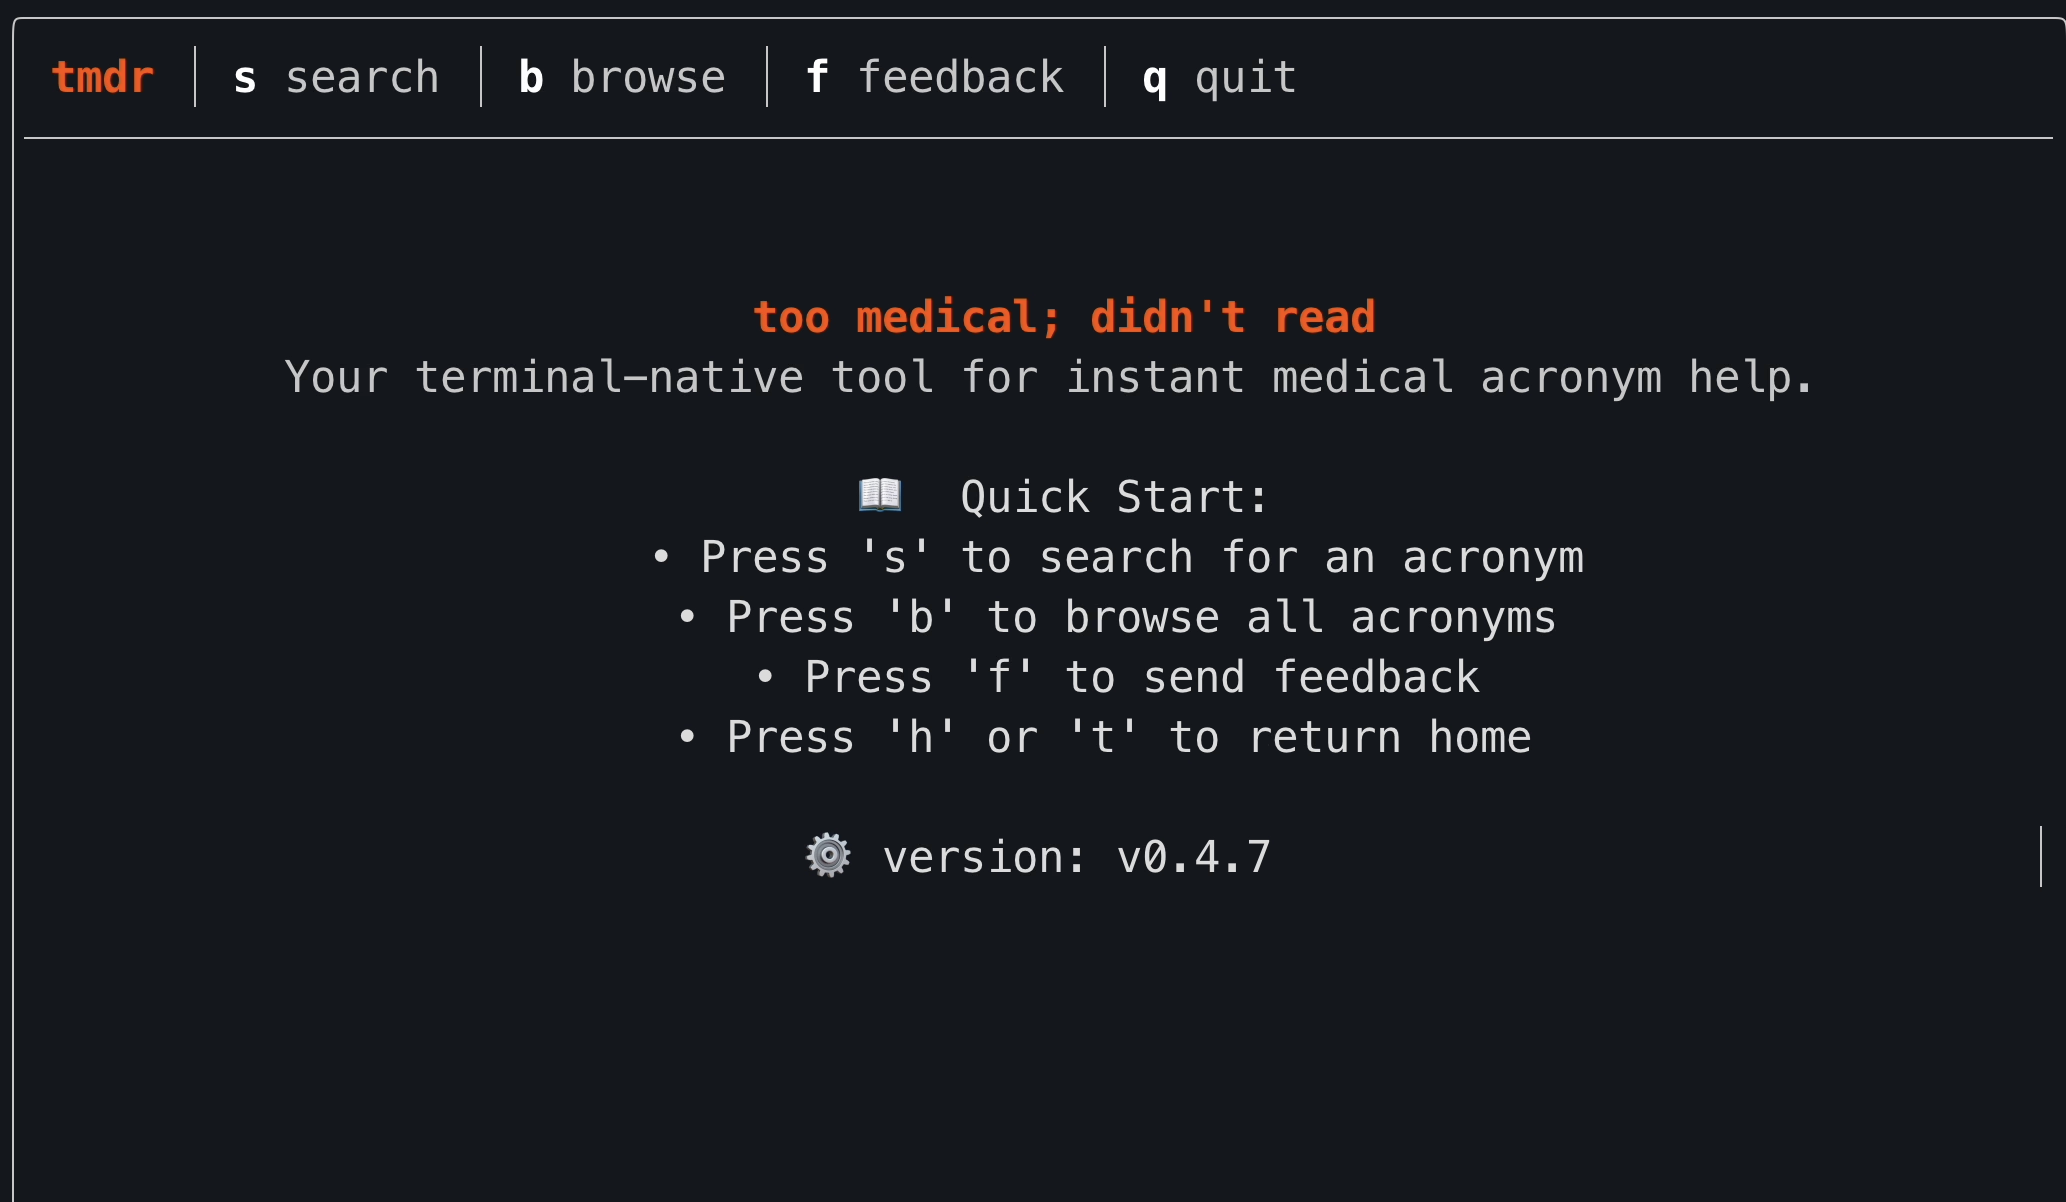 tmdr │ s search │ b browse │ f feedback │ q quit
too medical; didn't read
Your terminal–native tool for instant medical acronym help.
📖 Quick Start:
• Press 's' to search for an acronym
• Press 'b' to browse all acronyms
• Press 'f' to send feedback
• Press 'h' or 't' to return home
⚙️ version: v0.4.7